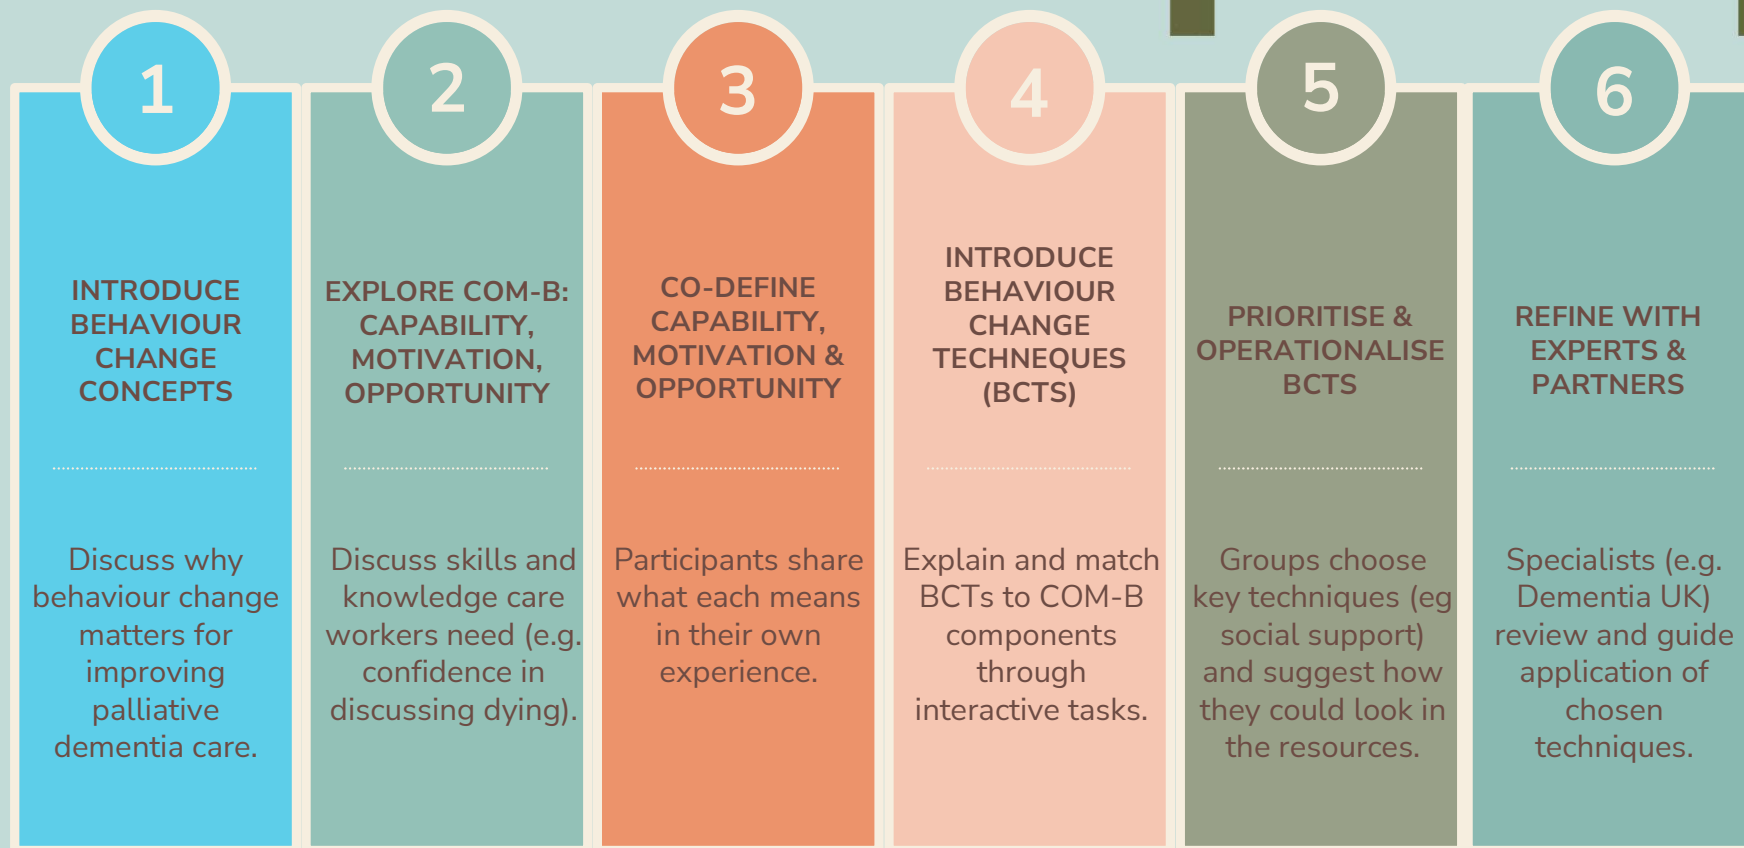 1
INTRODUCE
BEHAVIOUR
CHANGE
CONCEPTS
Discuss why
behaviour change
matters for
improving
palliative
dementia care.
2
EXPLORE COM-B:
CAPABILITY,
MOTIVATION,
OPPORTUNITY
Discuss skills and
knowledge care
workers need (e.g.
confidence in
discussing dying).
3
CO-DEFINE
CAPABILITY,
MOTIVATION &
OPPORTUNITY
Participants share
what each means
in their own
experience.
4
INTRODUCE
BEHAVIOUR
CHANGE
TECHNEQUES
(BCTS)
Explain and match
BCTs to COM-B
components
through
interactive tasks.
5
PRIORITISE &
OPERATIONALISE
BCTS
Groups choose
key techniques (eg
social support)
and suggest how
they could look in
the resources.
6
REFINE WITH
EXPERTS &
PARTNERS
Specialists (e.g.
Dementia UK)
review and guide
application of
chosen
techniques.